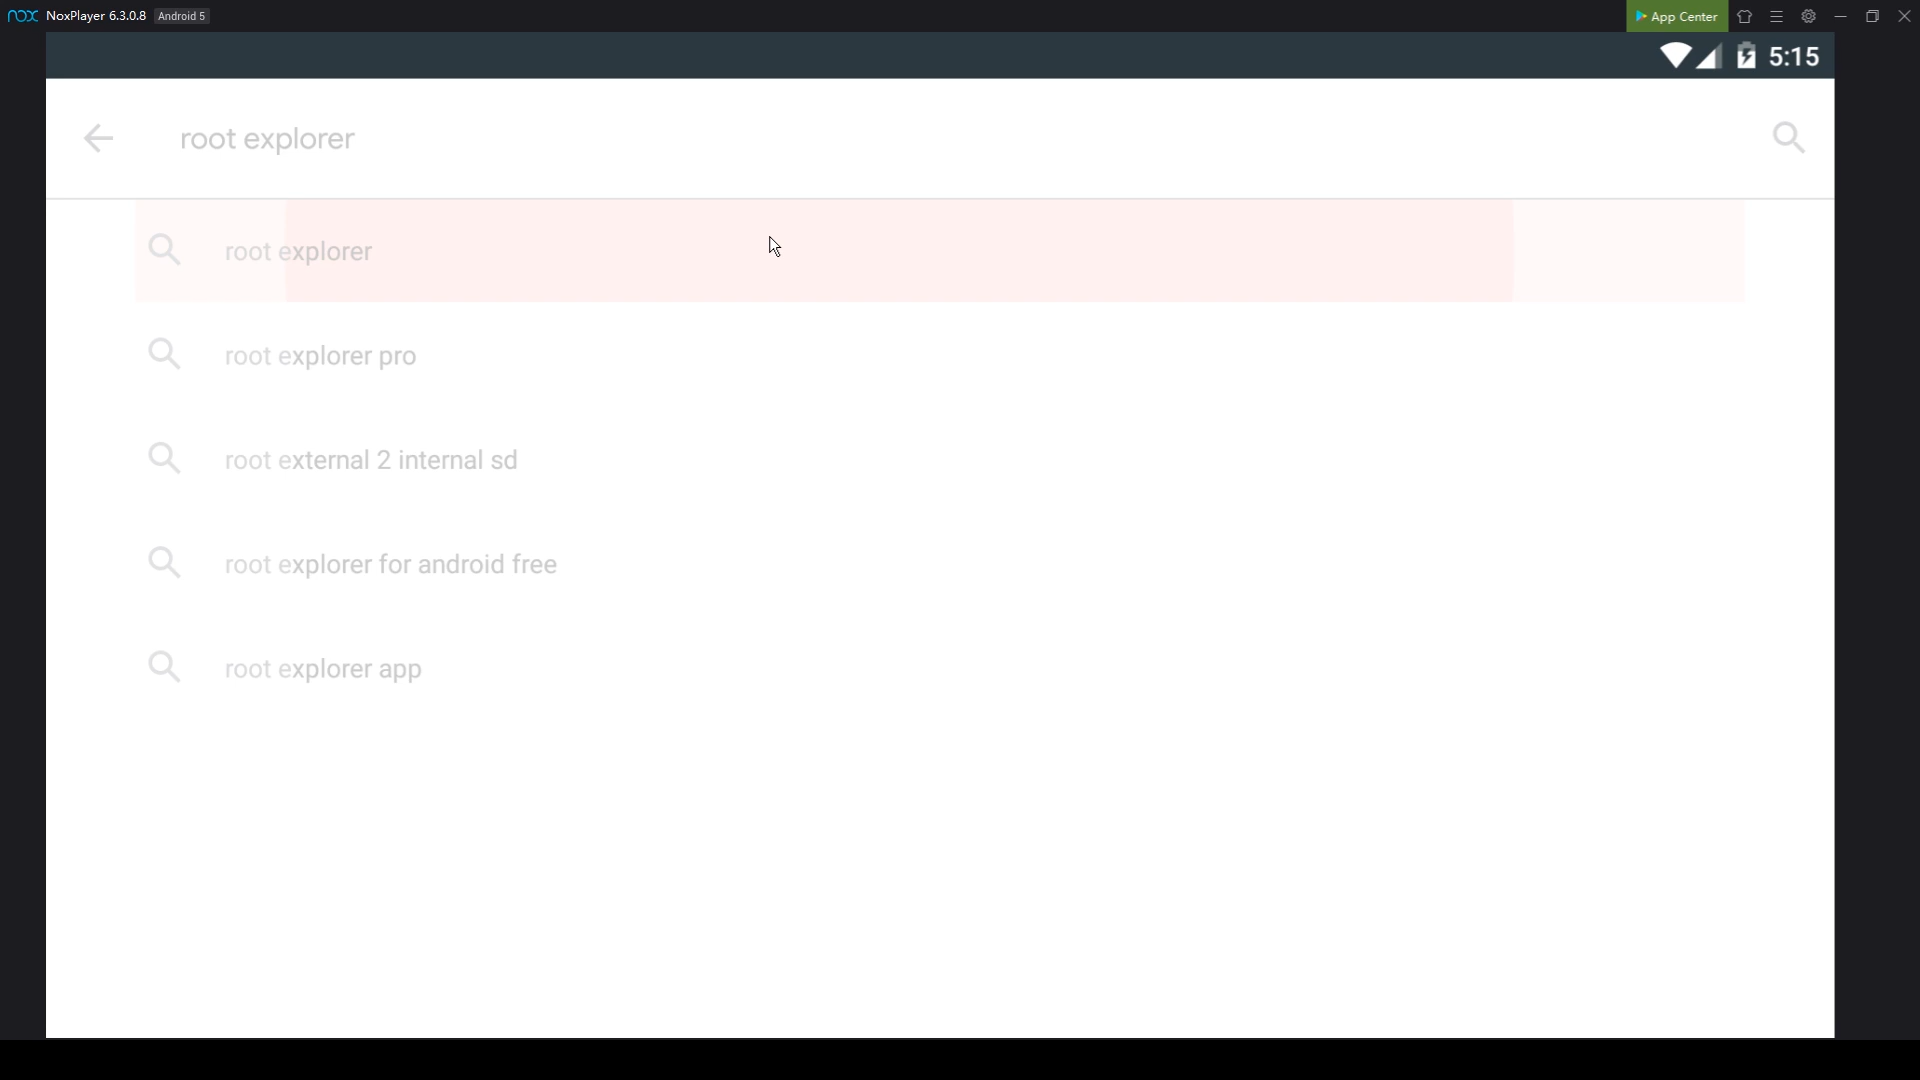 nox NoxPlayer 6.3.0.8 Android 5 App Center
5:15
root explorer
root explorer
root explorer pro
root external 2 internal sd
root explorer for android free
root explorer app